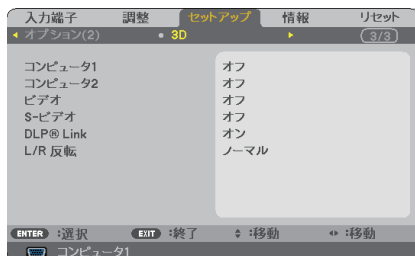 入力端子 調整 セットアップ 情報 リセット
オプション(2) 3D (3/3)
コンピュータ1 オフ
コンピュータ2 オフ
ビデオ オフ
S-ビデオ オフ
DLP® Link オン
L/R 反転 ノーマル
ENTER :選択 EXIT :終了 :移動 :移動
コンピュータ1